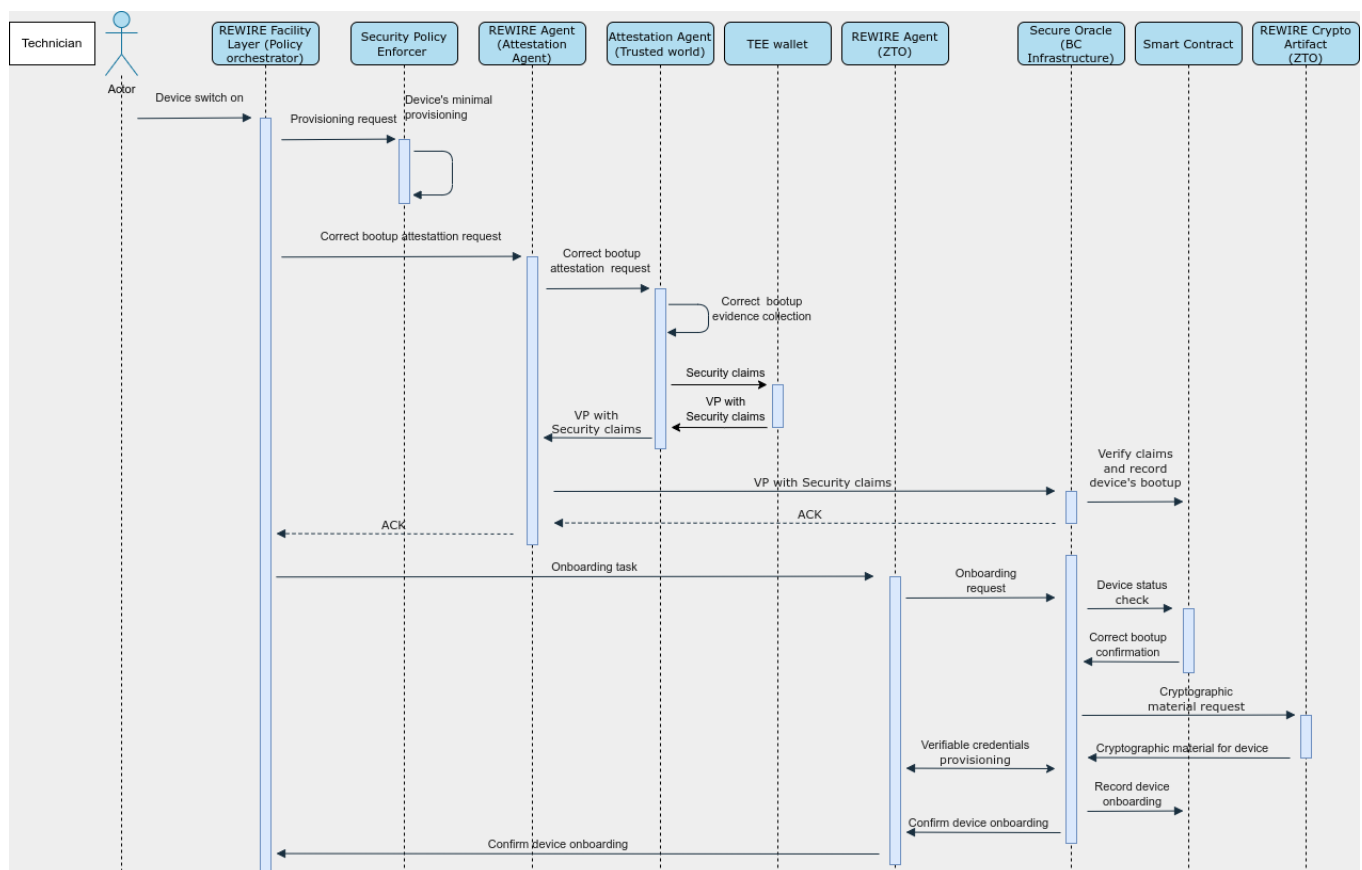 Technician
Actor
REWIRE Facility
Layer (Policy
orchestrator)
Security Policy
Enforcer
REWIRE Agent
(Attestation
Agent)
Attestation Agent
(Trusted world)
TEE wallet
REWIRE Agent
(ZTO)
Secure Oracle
(BC
Infrastructure)
Smart Contract
REWIRE Crypto
Artifact
(ZTO)
Device switch on
Provisioning request
Device's minimal
provisioning
Correct bootup attestattion request
Correct bootup
attestation request
Correct bootup
evidence collection
Security claims
VP with
Security claims
VP with
Security claims
VP with Security claims
Verify claims
and record
device's bootup
ACK
ACK
Onboarding task
Onboarding
request
Device status
check
Correct bootup
confirmation
Cryptographic
material request
Cryptographic material for device
Verifiable credentials
provisioning
Record device
onboarding
Confirm device onboarding
Confirm device onboarding